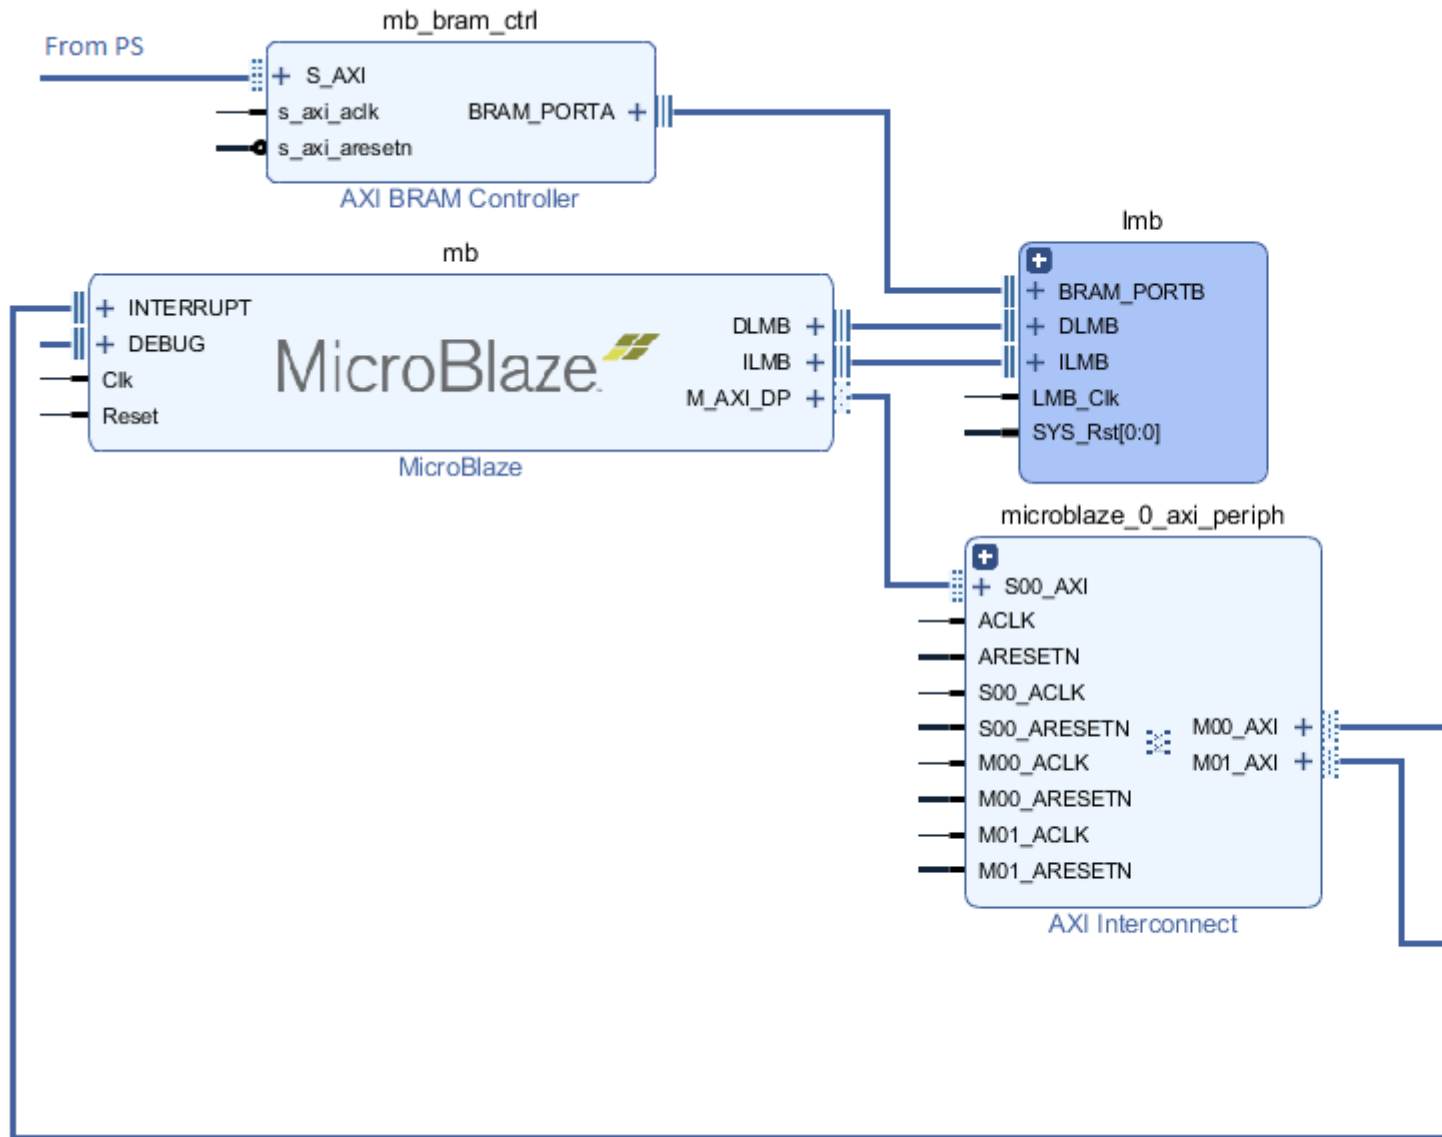 mb_bram_ctrl
From PS
S_AXI
s_axi_aclk
BRAM_PORTA
s_axi_aresetn
AXI BRAM Controller
mb
INTERRUPT
DEBUG
Clk
Reset
MicroBlaze
DLMB
ILMB
M_AXI_DP
MicroBlaze
lmb
BRAM_PORTB
DLMB
ILMB
LMB_Clk
SYS_Rst[0:0]
microblaze_0_axi_periph
S00_AXI
ACLK
ARESETN
S00_ACLK
S00_ARESETN
M00_ACLK
M00_ARESETN
M01_ACLK
M01_ARESETN
M00_AXI
M01_AXI
AXI Interconnect